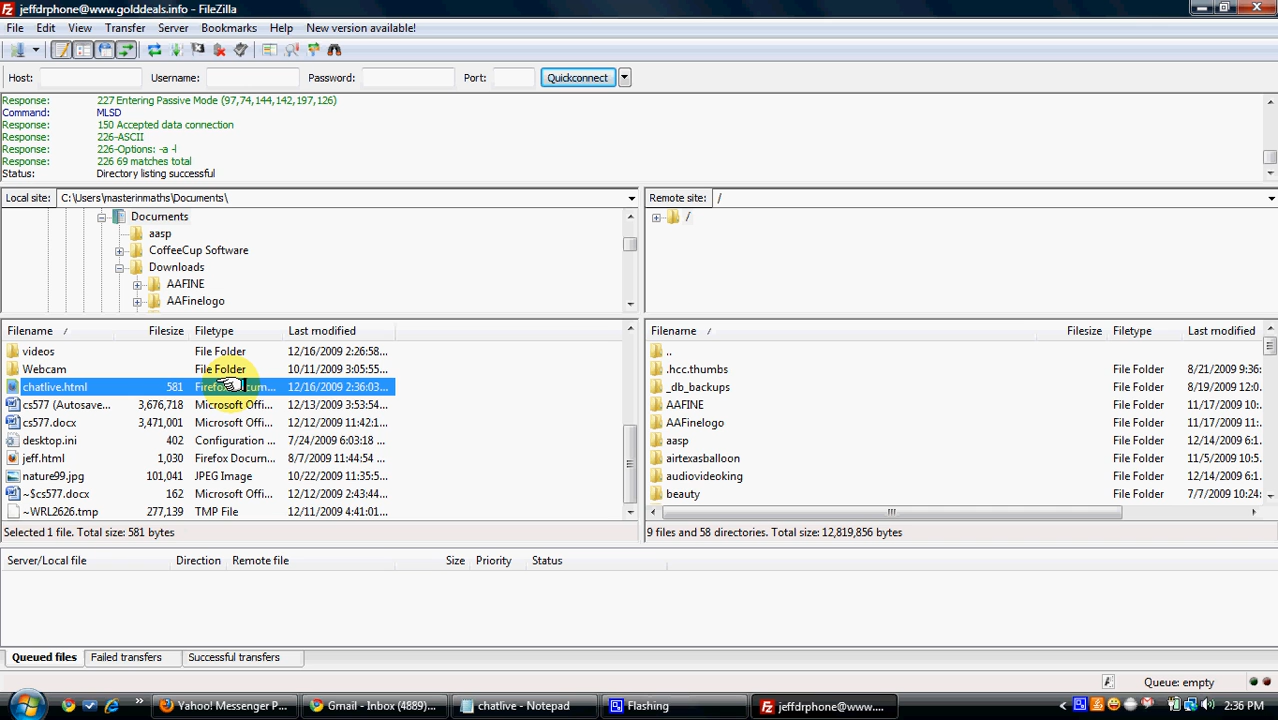 jeffdrphone@www.golddeals.info - FileZilla
File Edit View Transfer Server Bookmarks Help New version available!
Host: Username: Password: Port: Quickconnect
Response: 227 Entering Passive Mode (97,74,144,142,197,126)
Command: MLSD
Response: 150 Accepted data connection
Response: 226-ASCII
Response: 226-Options: -a -l
Response: 226 69 matches total
Status: Directory listing successful
Local site: C:\Users\masterinmaths\Documents\
Remote site: /
Documents
aasp
CoffeeCup Software
Downloads
AAFINE
AAFinelogo
/
Filename / Filesize Filetype Last modified
videos File Folder 12/16/2009 2:26:58...
Webcam File Folder 10/11/2009 3:05:55...
chatlive.html 581 12/16/2009 2:36:03...
cs577 (Autosave... 3,676,718 Microsoft Offi... 12/13/2009 3:53:54...
cs577.docx 3,471,001 Microsoft Offi... 12/12/2009 11:42:1...
desktop.ini 402 Configuration ... 7/24/2009 6:03:18 ...
jeff.html 1,030 Firefox Docum... 8/7/2009 11:44:54 ...
nature99.jpg 101,041 JPEG Image 10/22/2009 11:35:5...
~$cs577.docx 162 Microsoft Offi... 12/12/2009 2:43:44...
~WRL2626.tmp 277,139 TMP File 12/11/2009 4:41:01...
Selected 1 file. Total size: 581 bytes
Filename / Filesize Filetype Last modified
..
.hcc.thumbs File Folder 8/21/2009 9:36:...
_db_backups File Folder 8/19/2009 12:0...
AAFINE File Folder 11/17/2009 10:...
AAFinelogo File Folder 11/17/2009 10:...
aasp File Folder 12/14/2009 6:1...
airtexasballoon File Folder 11/5/2009 10:4...
audiovideoking File Folder 12/14/2009 6:1...
beauty File Folder 7/7/2009 10:24:...
9 files and 58 directories. Total size: 12,819,856 bytes
Server/Local file Direction Remote file Size Priority Status
Queued files Failed transfers Successful transfers
Queue: empty
» Yahoo! Messenger P... Gmail - Inbox (4889)... chatlive - Notepad Flashing jeffdrphone@www.... 2:36 PM